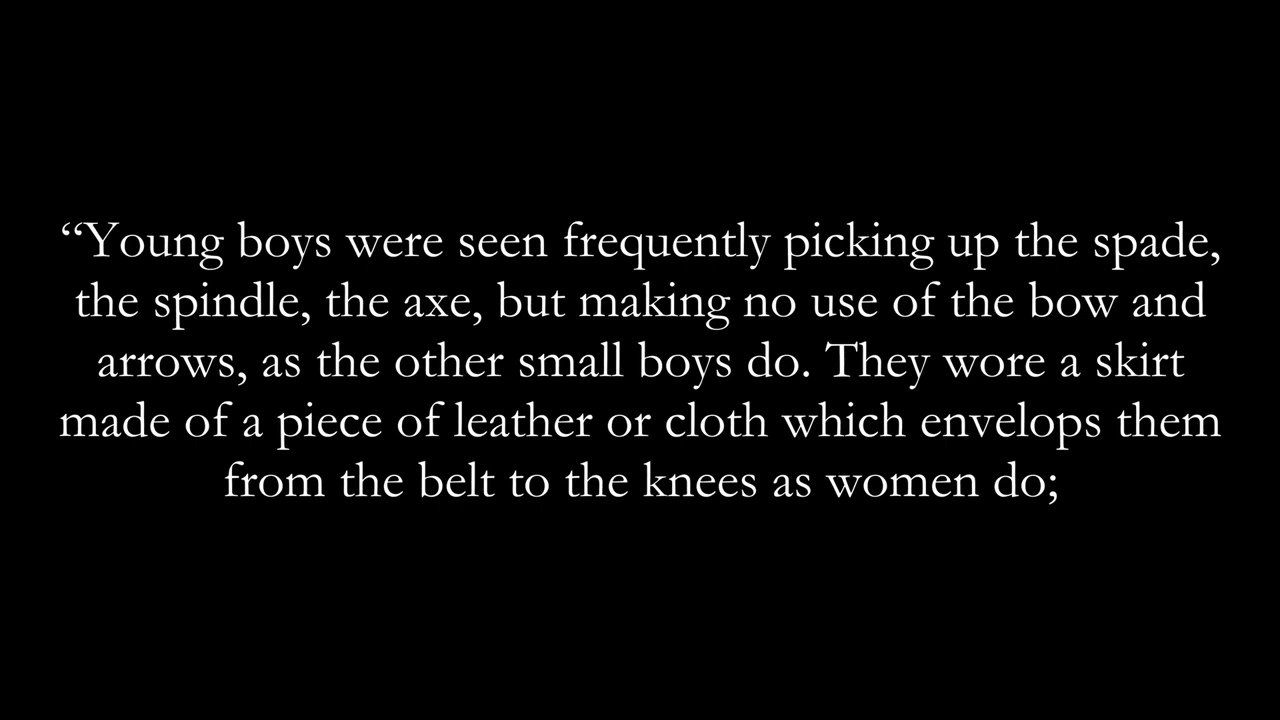 “Young boys were seen frequently picking up the spade,
the spindle, the axe, but making no use of the bow and
arrows, as the other small boys do. They wore a skirt
made of a piece of leather or cloth which envelops them
from the belt to the knees as women do;